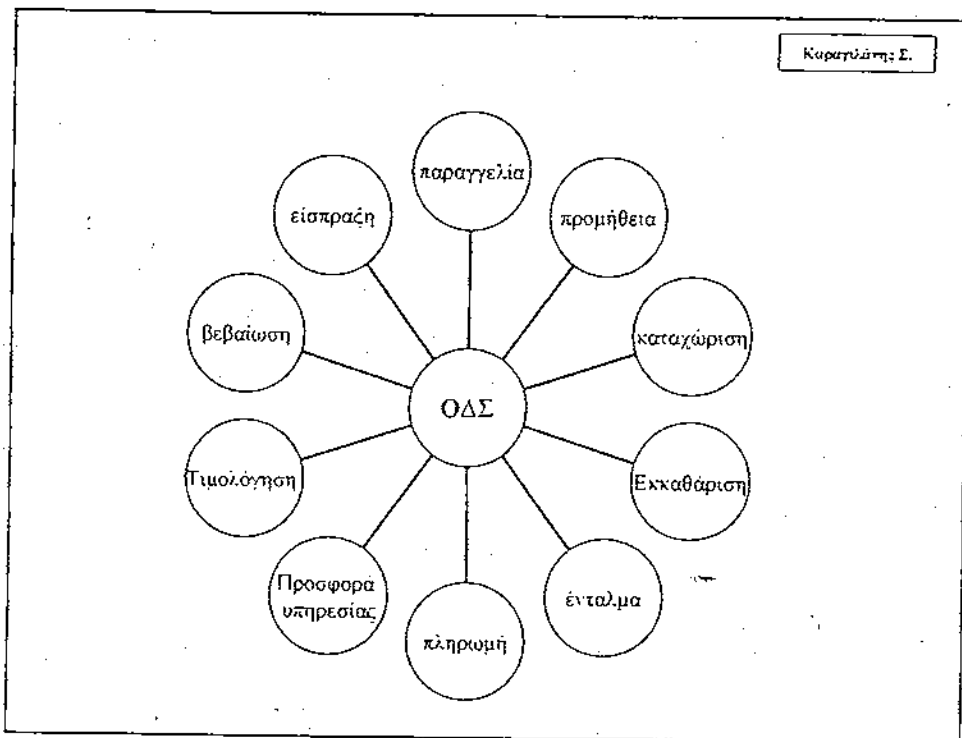 Καραγιάννης Σ.
παραγγελία
προμήθεια
καταχώριση
Εκκαθάριση
ένταλμα
πληρωμή
Προσφορά
υπηρεσίας
Τιμολόγηση
βεβαίωση
είσπραξη
ΟΔΣ